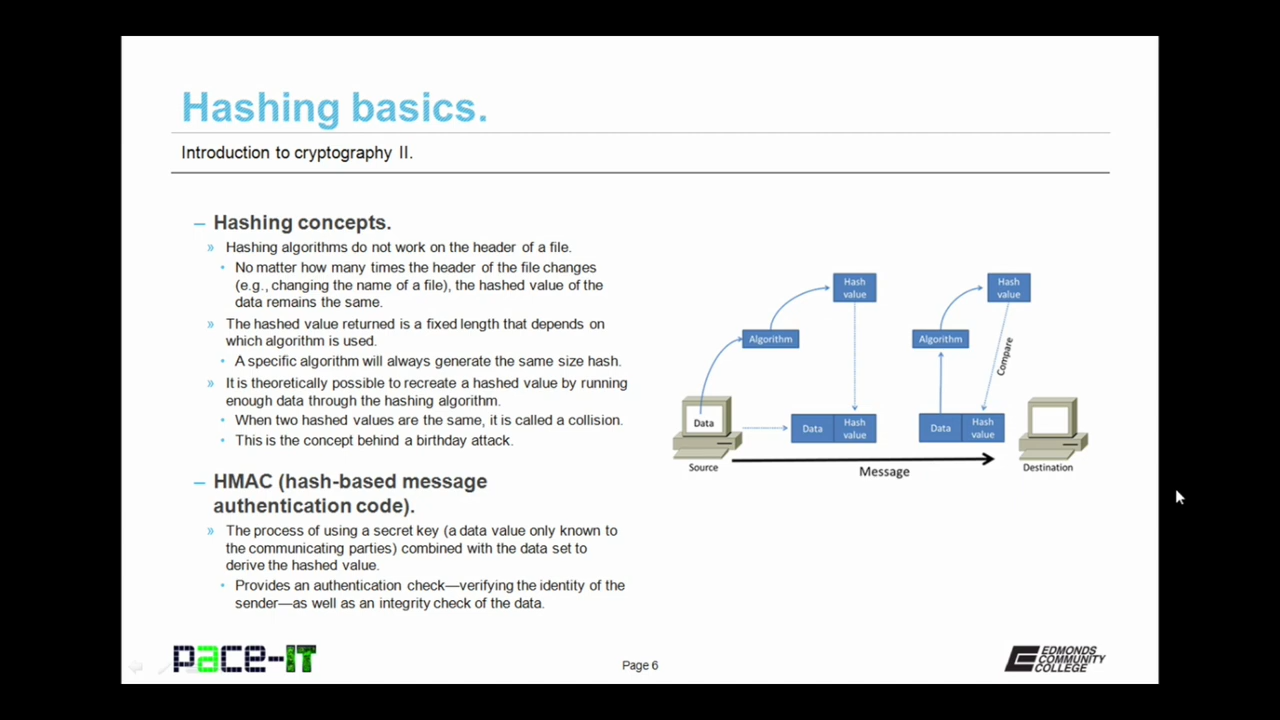 Hashing basics.
Introduction to cryptography II.
– Hashing concepts.
» Hashing algorithms do not work on the header of a file.
• No matter how many times the header of the file changes
(e.g., changing the name of a file), the hashed value of the
data remains the same.
» The hashed value returned is a fixed length that depends on
which algorithm is used.
• A specific algorithm will always generate the same size hash.
» It is theoretically possible to recreate a hashed value by running
enough data through the hashing algorithm.
• When two hashed values are the same, it is called a collision.
• This is the concept behind a birthday attack.
– HMAC (hash-based message
authentication code).
» The process of using a secret key (a data value only known to
the communicating parties) combined with the data set to
derive the hashed value.
• Provides an authentication check—verifying the identity of the
sender—as well as an integrity check of the data.
Hash
value
Hash
value
Algorithm
Algorithm
Compare
Data
Data
Hash
value
Data
Hash
value
Source
Message
Destination
pace-IT
Page 6
EDMONDS
COMMUNITY
COLLEGE